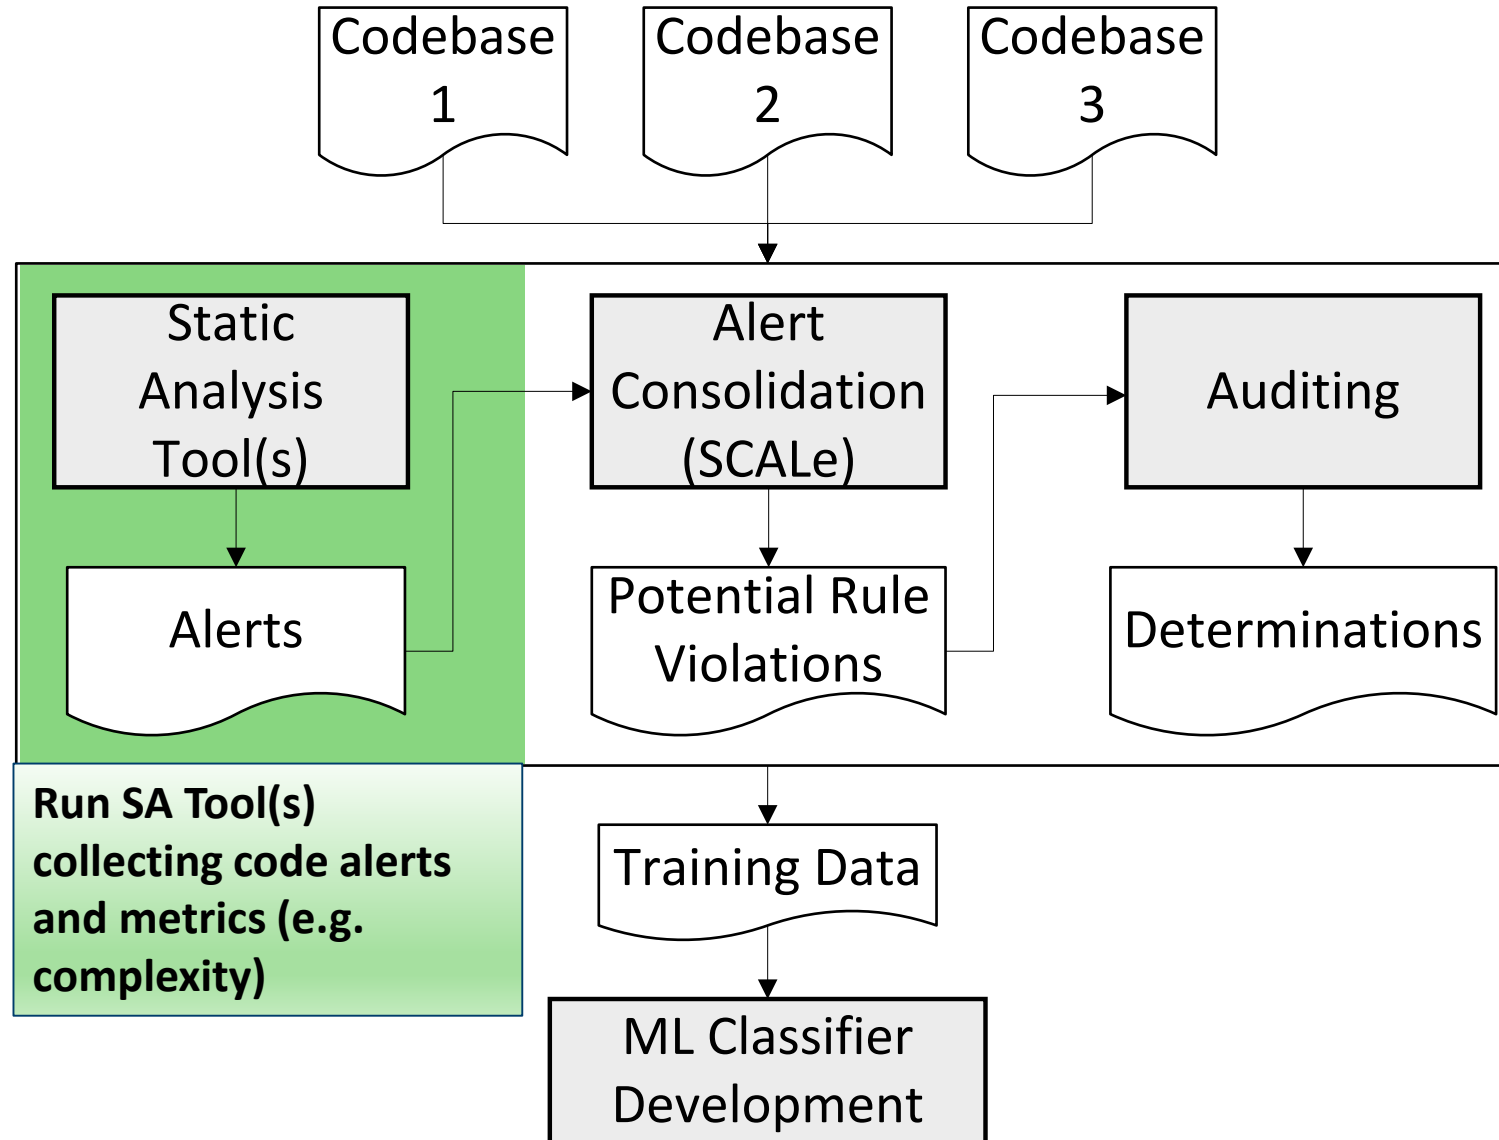 Codebase
1
Codebase
2
Codebase
3
Static
Analysis
Tool(s)
Alert
Consolidation
(SCALe)
Auditing
Alerts
Potential Rule
Violations
Determinations
Run SA Tool(s)
collecting code alerts
and metrics (e.g.
complexity)
Training Data
ML Classifier
Development